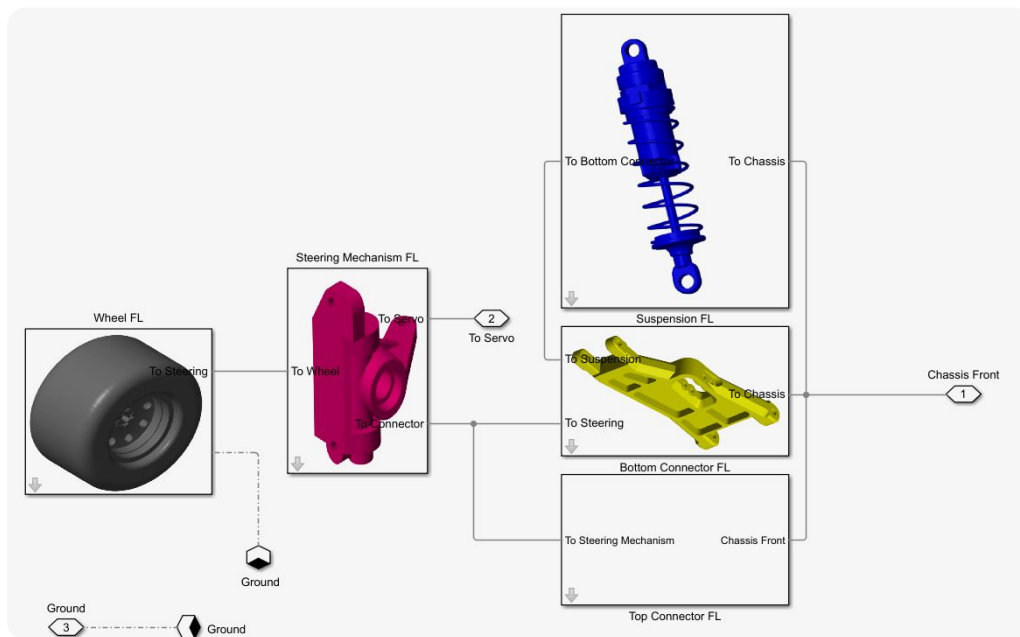 To Bottom Connector
To Chassis
Suspension FL
Steering Mechanism FL
To Servo
To Wheel
To Connector
2
To Servo
Wheel FL
To Steering
Ground
Ground
3
Ground
To Suspension
To Chassis
To Steering
Bottom Connector FL
Chassis Front
1
To Steering Mechanism
Chassis Front
Top Connector FL